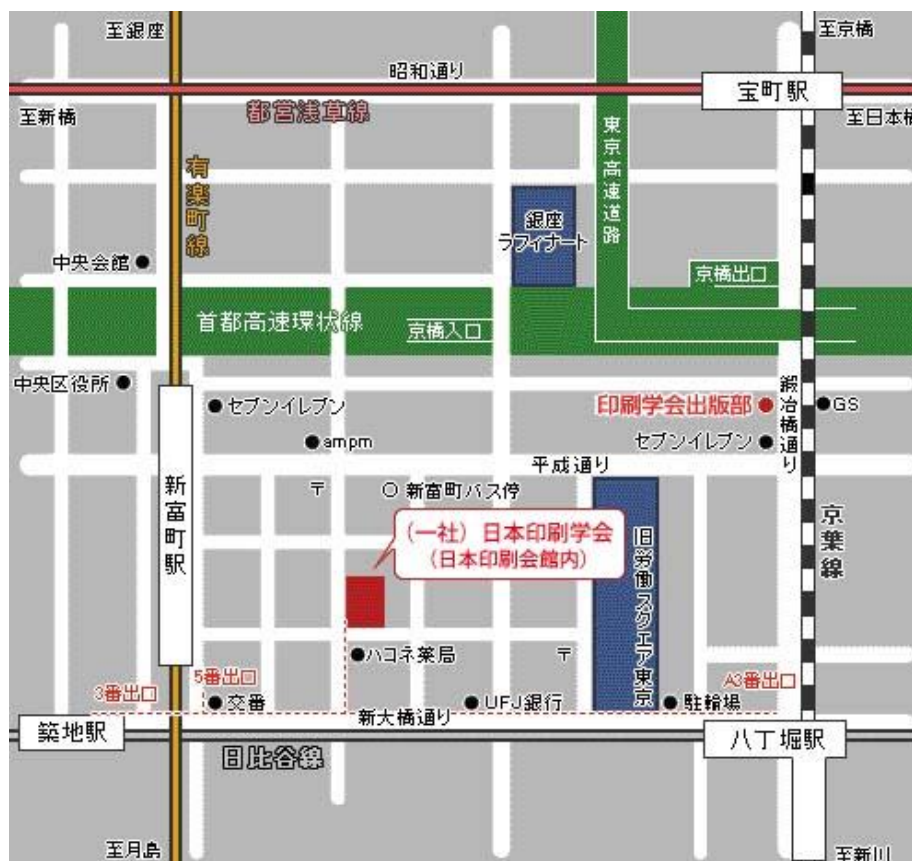 至銀座
至京橋
昭和通り
宝町駅
至新橋
都営浅草線
至日本橋
東京高速道路
有楽町線
銀座
ラフィナート
中央会館
京橋出口
首都高速環状線
京橋入口
中央区役所
セブンイレブン
印刷学会出版部
鍛冶橋通り
GS
ampm
セブンイレブン
平成通り
新富町駅
〒
新富町バス停
京葉線
(一社)日本印刷学会
(日本印刷会館内)
旧労働スクエア東京
ハコネ薬局
〒
5番出口
A3番出口
3番出口
交番
UFJ銀行
駐輪場
新大橋通り
築地駅
八丁堀駅
日比谷線
至月島
至新川